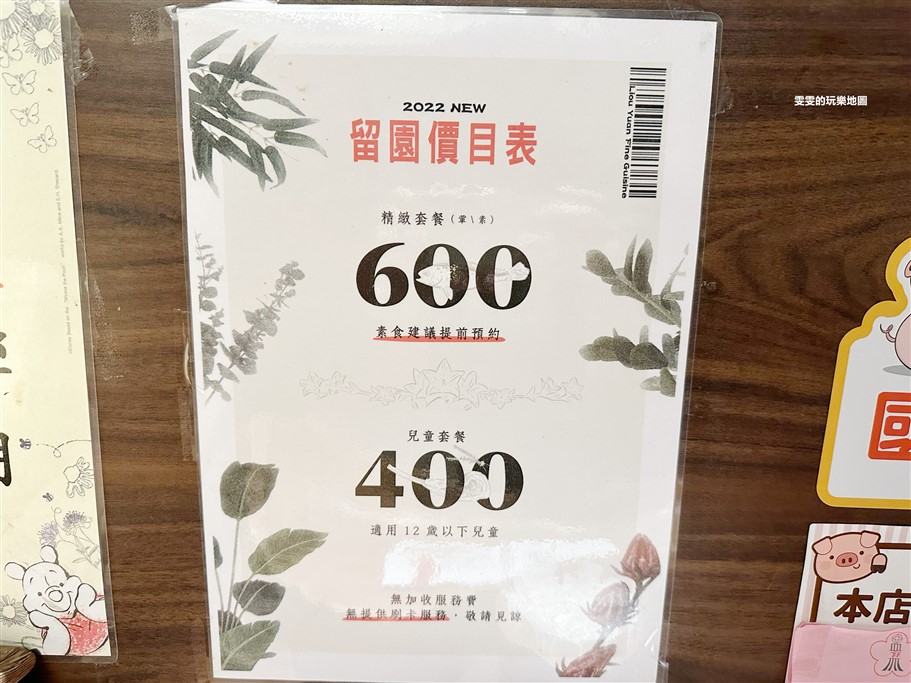 雯雯的玩樂地圖
2022 NEW
留園價目表
Liou Yuan Fine Cuisine
精緻套餐(葷\素)
600
素食建議提前預約
兒童套餐
400
適用12歲以下兒童
無加收服務費
無提供刷卡服務，敬請見諒
本店